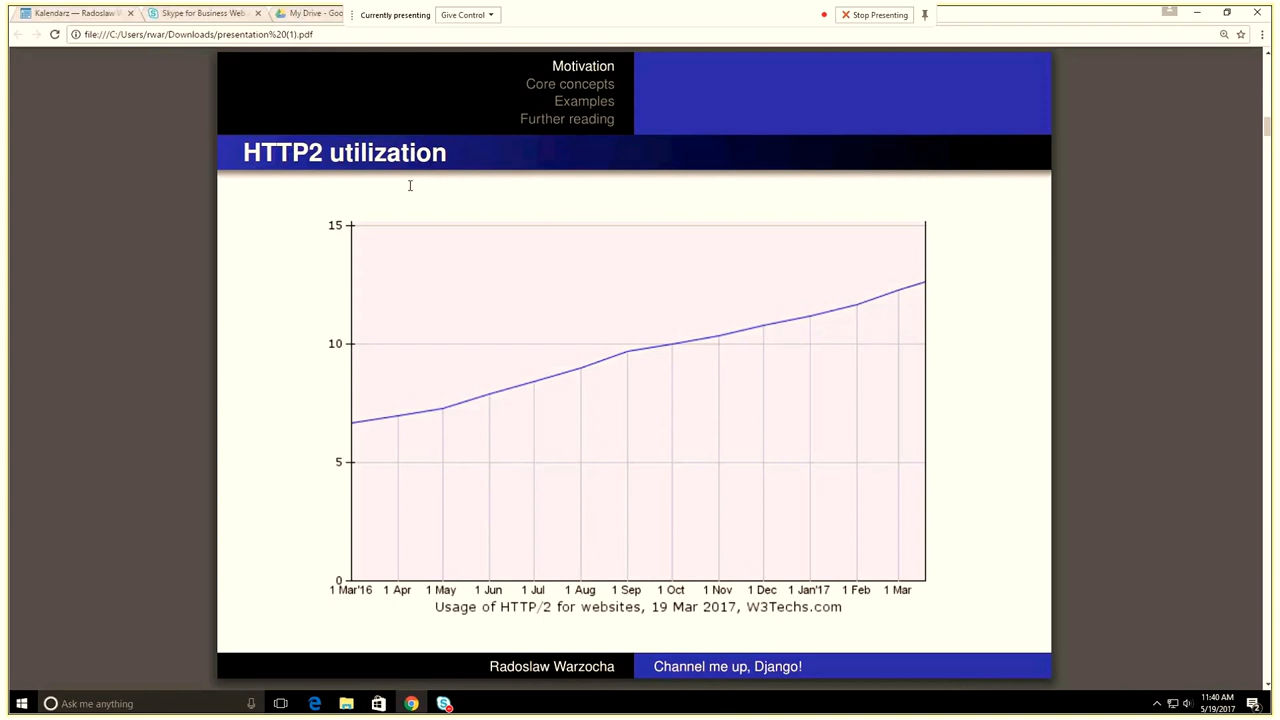 Kalendarz — Radoslaw W
Skype for Business Web
My Drive - Goo
Currently presenting
Give Control
Stop Presenting
file:///C:/Users/rwar/Downloads/presentation%20(1).pdf
Motivation
Core concepts
Examples
Further reading
HTTP2 utilization
15
10
5
0
1 Mar'16 1 Apr 1 May 1 Jun 1 Jul 1 Aug 1 Sep 1 Oct 1 Nov 1 Dec 1 Jan'17 1 Feb 1 Mar
Usage of HTTP/2 for websites, 19 Mar 2017, W3Techs.com
Radoslaw Warzocha
Channel me up, Django!
Ask me anything
11:40 AM
5/19/2017
2